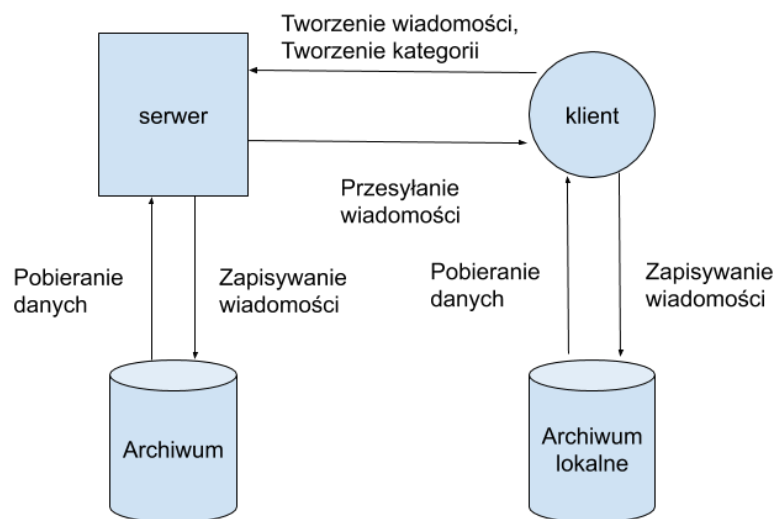 Tworzenie wiadomości,
Tworzenie kategorii
serwer
klient
Przesyłanie
wiadomości
Pobieranie
danych
Zapisywanie
wiadomości
Pobieranie
danych
Zapisywanie
wiadomości
Archiwum
Archiwum
lokalne